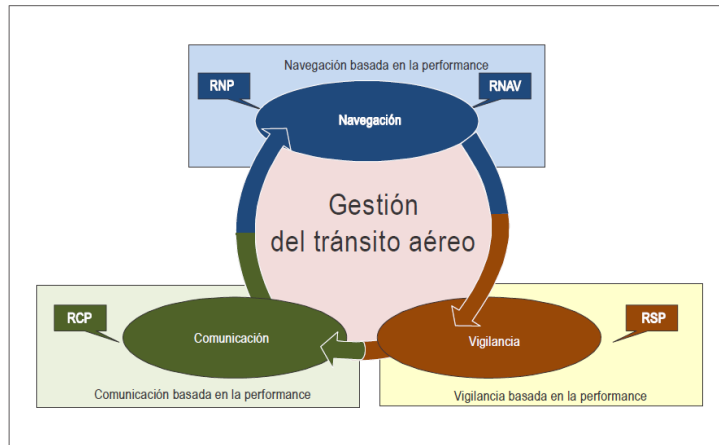 Navegación basada en la performance
RNP
RNAV
Navegación
Gestión
del tránsito aéreo
RCP
RSP
Comunicación
Vigilancia
Comunicación basada en la performance
Vigilancia basada en la performance